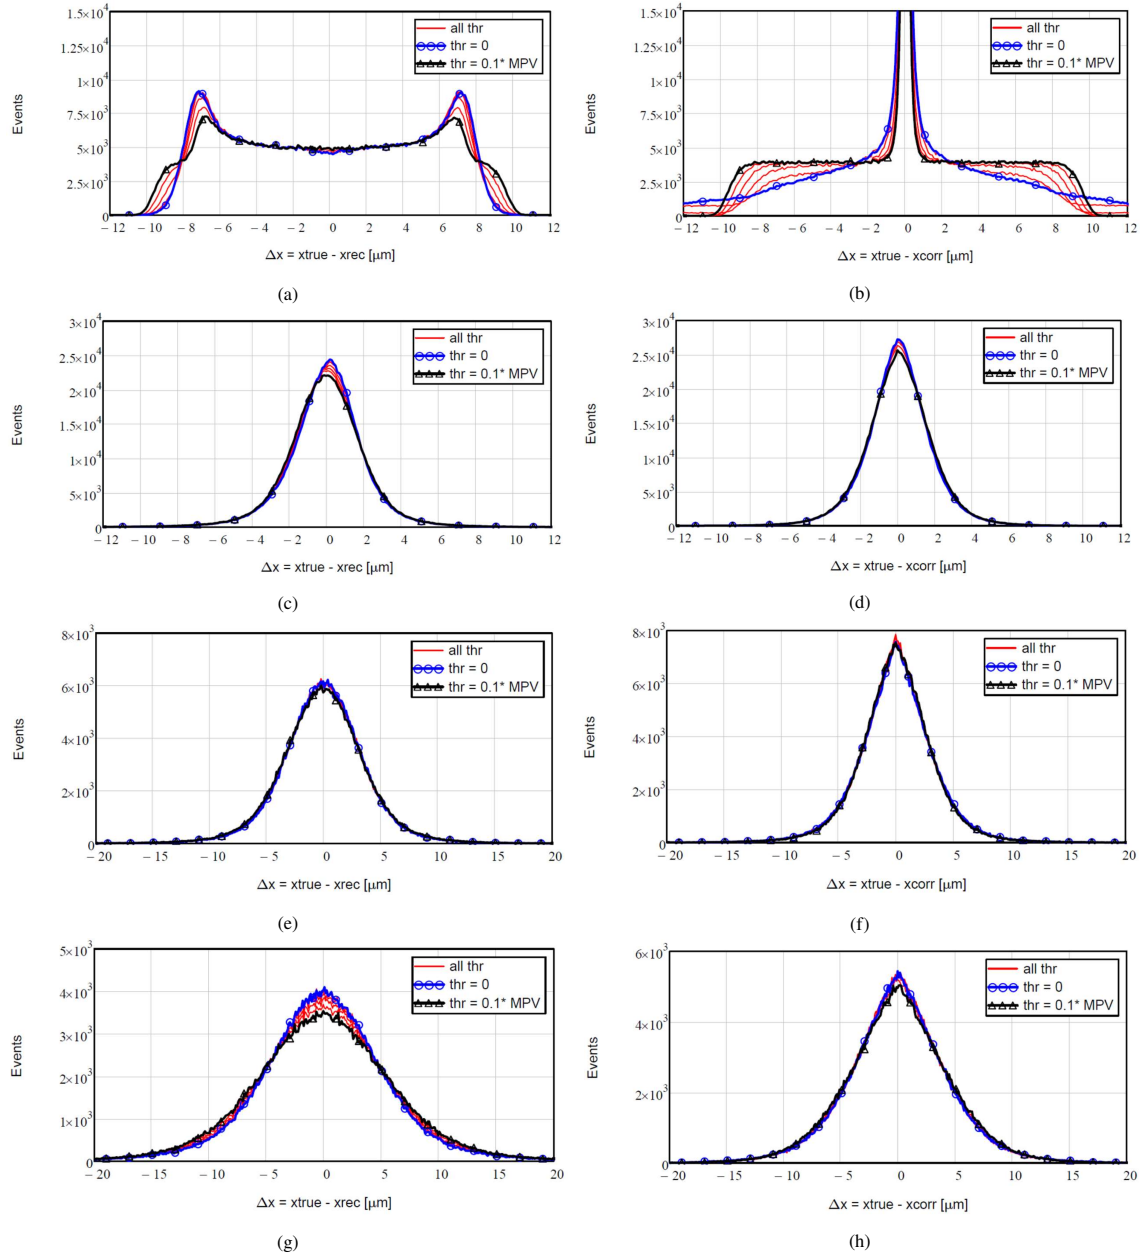 1.5×10⁴
1.25×10⁴
1×10⁴
7.5×10³
5×10³
2.5×10³
0
Events
all thr
thr = 0
thr = 0.1* MPV
− 12 − 10 − 8 − 6 − 4 − 2 0 2 4 6 8 10 12
Δx = xtrue - xrec [μm]
(a)
1.5×10⁴
1.25×10⁴
1×10⁴
7.5×10³
5×10³
2.5×10³
0
Events
all thr
thr = 0
thr = 0.1* MPV
− 12 − 10 − 8 − 6 − 4 − 2 0 2 4 6 8 10 12
Δx = xtrue - xcorr [μm]
(b)
3×10⁴
2.5×10⁴
2×10⁴
1.5×10⁴
1×10⁴
5×10³
0
Events
all thr
thr = 0
thr = 0.1* MPV
− 12 − 10 − 8 − 6 − 4 − 2 0 2 4 6 8 10 12
Δx = xtrue - xrec [μm]
(c)
3×10⁴
2.5×10⁴
2×10⁴
1.5×10⁴
1×10⁴
5×10³
0
Events
all thr
thr = 0
thr = 0.1* MPV
− 12 − 10 − 8 − 6 − 4 − 2 0 2 4 6 8 10 12
Δx = xtrue - xcorr [μm]
(d)
8×10³
6×10³
4×10³
2×10³
0
Events
all thr
thr = 0
thr = 0.1* MPV
− 20 − 15 − 10 − 5 0 5 10 15 20
Δx = xtrue - xrec [μm]
(e)
8×10³
6×10³
4×10³
2×10³
0
Events
all thr
thr = 0
thr = 0.1* MPV
− 20 − 15 − 10 − 5 0 5 10 15 20
Δx = xtrue - xcorr [μm]
(f)
5×10³
4×10³
3×10³
2×10³
1×10³
0
Events
all thr
thr = 0
thr = 0.1* MPV
− 20 − 15 − 10 − 5 0 5 10 15 20
Δx = xtrue - xrec [μm]
(g)
6×10³
4×10³
2×10³
0
Events
all thr
thr = 0
thr = 0.1* MPV
− 20 − 15 − 10 − 5 0 5 10 15 20
Δx = xtrue - xcorr [μm]
(h)